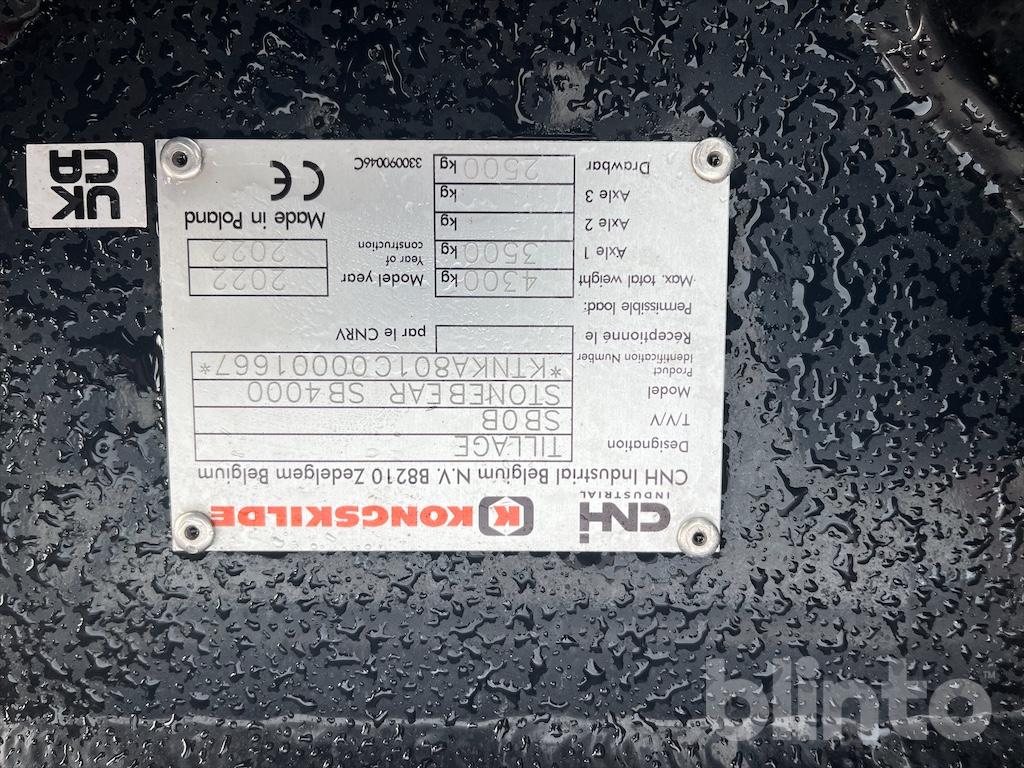 CNH
INDUSTRIAL
KONGSKILDE
CNH Industrial Belgium N.V. B8210 Zedelgem Belgium
Designation TILLAGE
T/V/V SB0B
Model STONEBEAR SB4000
Product
Identification Number *KTNKA801C00001667*
Réceptionné le par le CNRV
Permissible load:
Max. total weight 4300 kg Model year 2022
Axle 1 3500 kg Year of construction 2022
Axle 2 kg Made in Poland
Axle 3 kg
Drawbar 2500 kg 330090046C
CE
UK
CA
blinto™